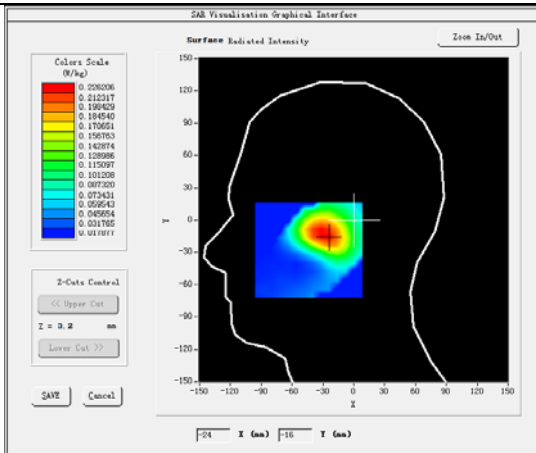 SAR Visualisation Graphical Interface
Surface Radiated Intensity
Zoom In/Out
Colors Scale
(W/kg)
0.226206
0.212317
0.198429
0.184540
0.170651
0.156763
0.142874
0.128986
0.115097
0.101208
0.087320
0.073431
0.059543
0.045654
0.031765
0.017877
150
120
90
60
30
0
-30
-60
-90
-120
-150
Y
-150 -120 -90 -60 -30 0 30 60 90 120 150
X
Z-Cuts Control
<< Upper Cut
Lower Cut >>
SAVE
Cancel
-24 X (mm) -16 Y (mm)